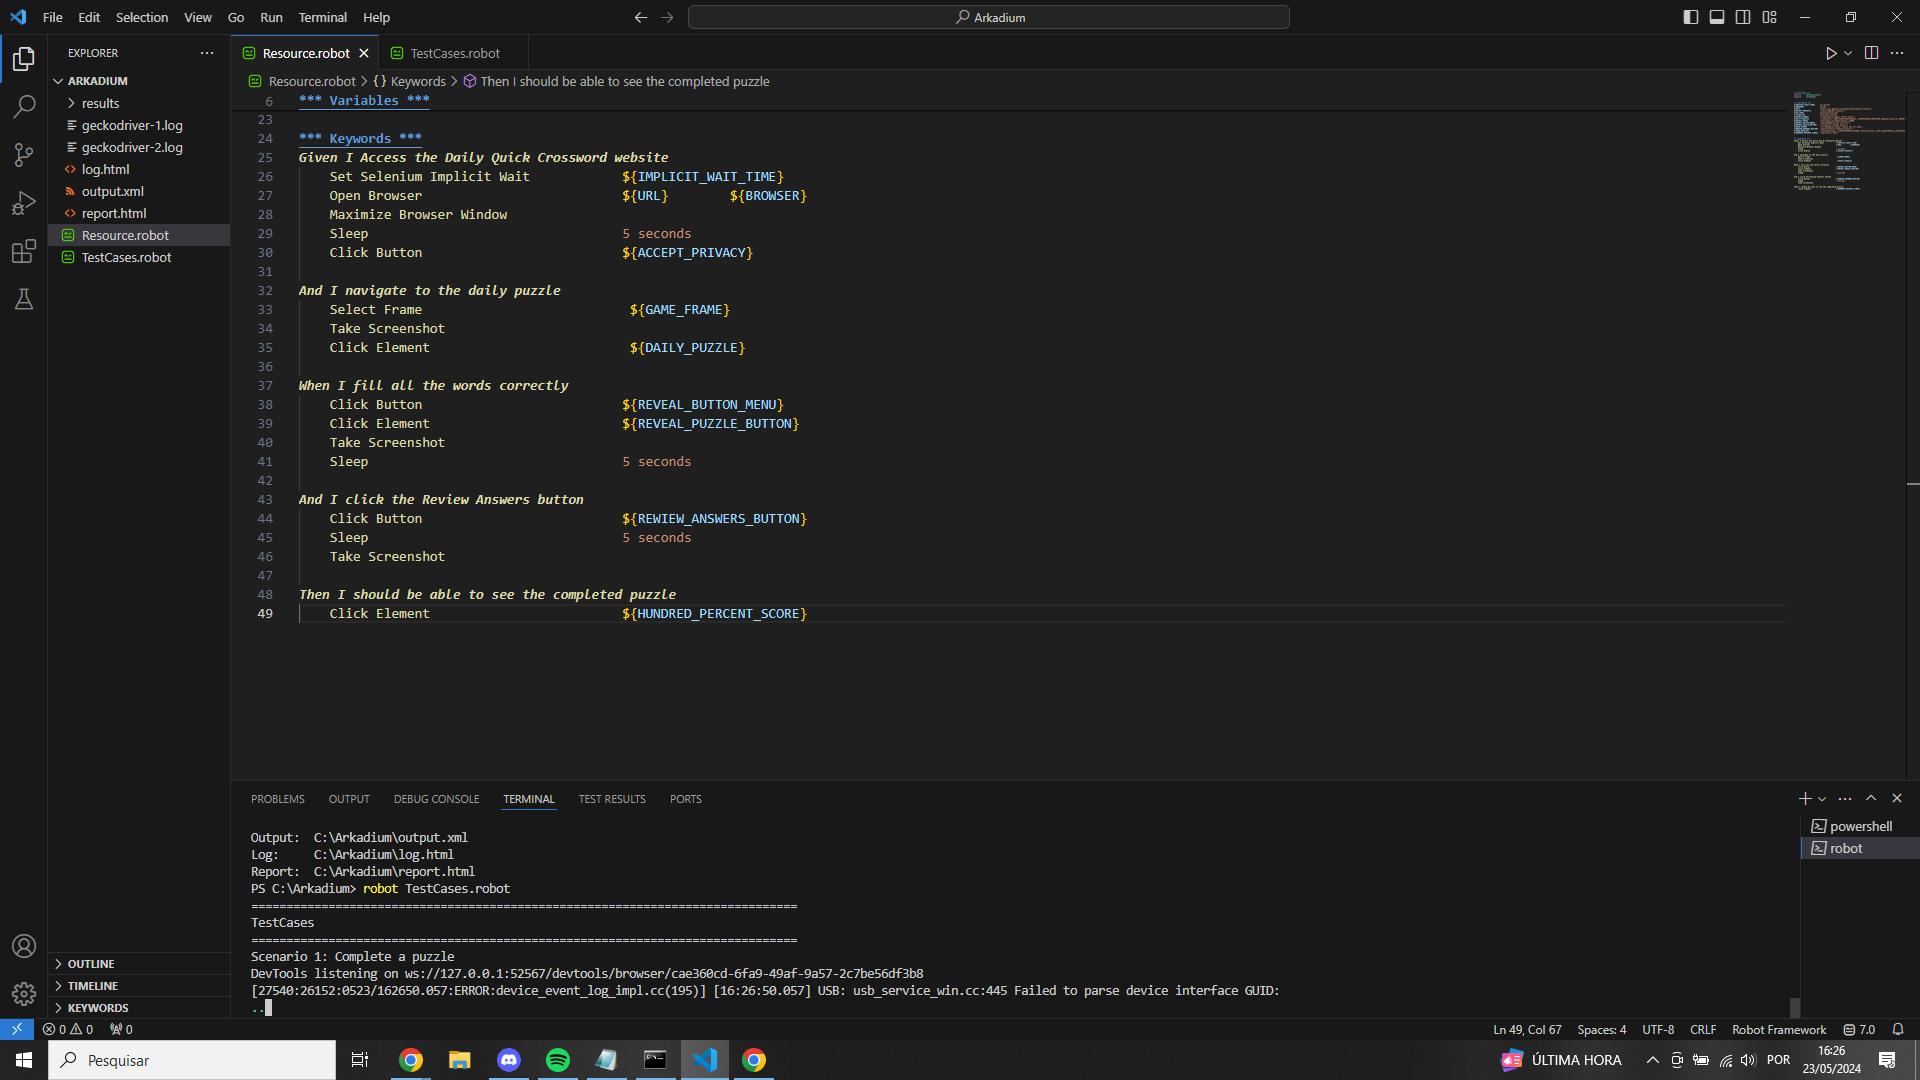 File Edit Selection View Go Run Terminal Help
Arkadium
EXPLORER
ARKADIUM
results
geckodriver-1.log
geckodriver-2.log
log.html
output.xml
report.html
Resource.robot
TestCases.robot
OUTLINE
TIMELINE
KEYWORDS
Resource.robot TestCases.robot
Resource.robot > {} Keywords > Then I should be able to see the completed puzzle
6 *** Variables ***
23
24 *** Keywords ***
25 Given I Access the Daily Quick Crossword website
26 Set Selenium Implicit Wait ${IMPLICIT_WAIT_TIME}
27 Open Browser ${URL} ${BROWSER}
28 Maximize Browser Window
29 Sleep 5 seconds
30 Click Button ${ACCEPT_PRIVACY}
31
32 And I navigate to the daily puzzle
33 Select Frame ${GAME_FRAME}
34 Take Screenshot
35 Click Element ${DAILY_PUZZLE}
36
37 When I fill all the words correctly
38 Click Button ${REVEAL_BUTTON_MENU}
39 Click Element ${REVEAL_PUZZLE_BUTTON}
40 Take Screenshot
41 Sleep 5 seconds
42
43 And I click the Review Answers button
44 Click Button ${REWIEW_ANSWERS_BUTTON}
45 Sleep 5 seconds
46 Take Screenshot
47
48 Then I should be able to see the completed puzzle
49 Click Element ${HUNDRED_PERCENT_SCORE}
PROBLEMS OUTPUT DEBUG CONSOLE TERMINAL TEST RESULTS PORTS
Output: C:\Arkadium\output.xml
Log: C:\Arkadium\log.html
Report: C:\Arkadium\report.html
PS C:\Arkadium> robot TestCases.robot
==============================================================================
TestCases
==============================================================================
Scenario 1: Complete a puzzle
DevTools listening on ws://127.0.0.1:52567/devtools/browser/cae360cd-6fa9-49af-9a57-2c7be56df3b8
[27540:26152:0523/162650.057:ERROR:device_event_log_impl.cc(195)] [16:26:50.057] USB: usb_service_win.cc:445 Failed to parse device interface GUID:
..
powershell
robot
0 0 0
Ln 49, Col 67 Spaces: 4 UTF-8 CRLF Robot Framework 7.0
Pesquisar
ÚLTIMA HORA
POR
16:26
23/05/2024